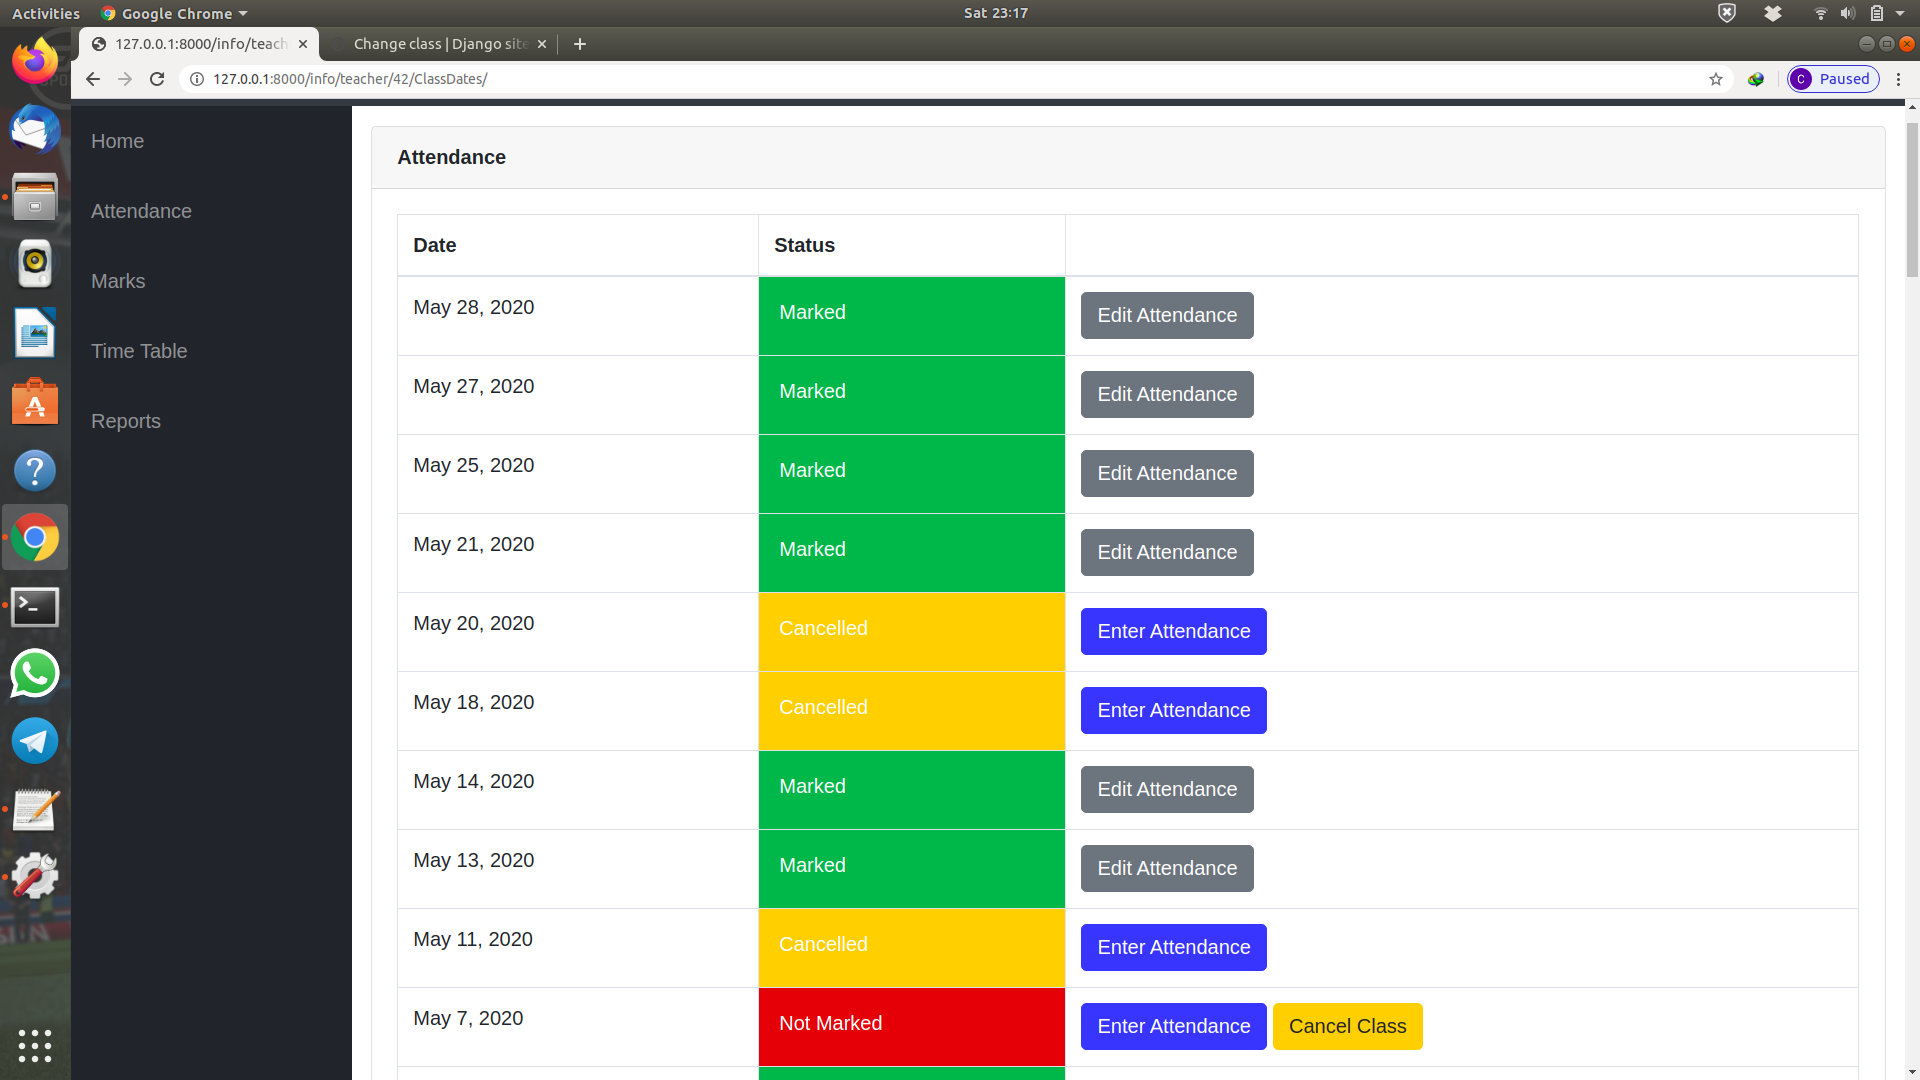 Activities Google Chrome Sat 23:17
127.0.0.1:8000/info/teach Change class | Django site
127.0.0.1:8000/info/teacher/42/ClassDates/ C Paused
Home
Attendance
Marks
Time Table
Reports
Attendance
Date Status
May 28, 2020 Marked Edit Attendance
May 27, 2020 Marked Edit Attendance
May 25, 2020 Marked Edit Attendance
May 21, 2020 Marked Edit Attendance
May 20, 2020 Cancelled Enter Attendance
May 18, 2020 Cancelled Enter Attendance
May 14, 2020 Marked Edit Attendance
May 13, 2020 Marked Edit Attendance
May 11, 2020 Cancelled Enter Attendance
May 7, 2020 Not Marked Enter Attendance Cancel Class